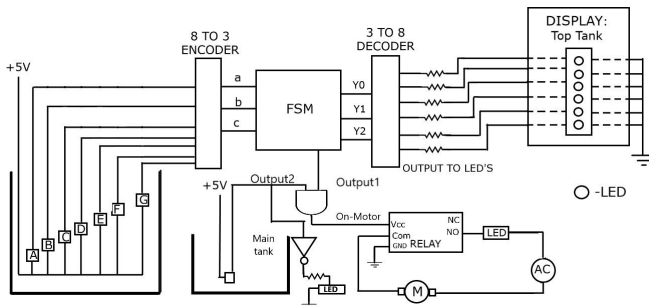 DISPLAY:
Top Tank
8 TO 3
ENCODER
3 TO 8
DECODER
+5V
a
b
c
FSM
Y0
Y1
Y2
OUTPUT TO LED'S
-LED
+5V
Output2
Output1
On-Motor
A
B
C
D
E
F
G
Main
tank
LED
Vcc
Com
GND
RELAY
NC
NO
LED
AC
M